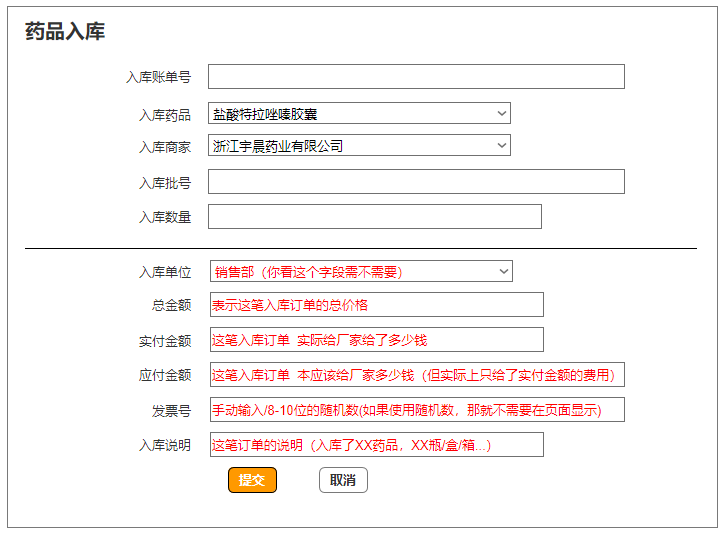 药品入库
入库账单号
入库药品 盐酸特拉唑嗪胶囊
入库商家 浙江宇晨药业有限公司
入库批号
入库数量
入库单位 销售部（你看这个字段需不需要）
总金额 表示这笔入库订单的总价格
实付金额 这笔入库订单 实际给厂家给了多少钱
应付金额 这笔入库订单 本应该给厂家多少钱（但实际上只给了实付金额的费用）
发票号 手动输入/8-10位的随机数(如果使用随机数，那就不需要在页面显示)
入库说明 这笔订单的说明（入库了XX药品，XX瓶/盒/箱...）
提交 取消